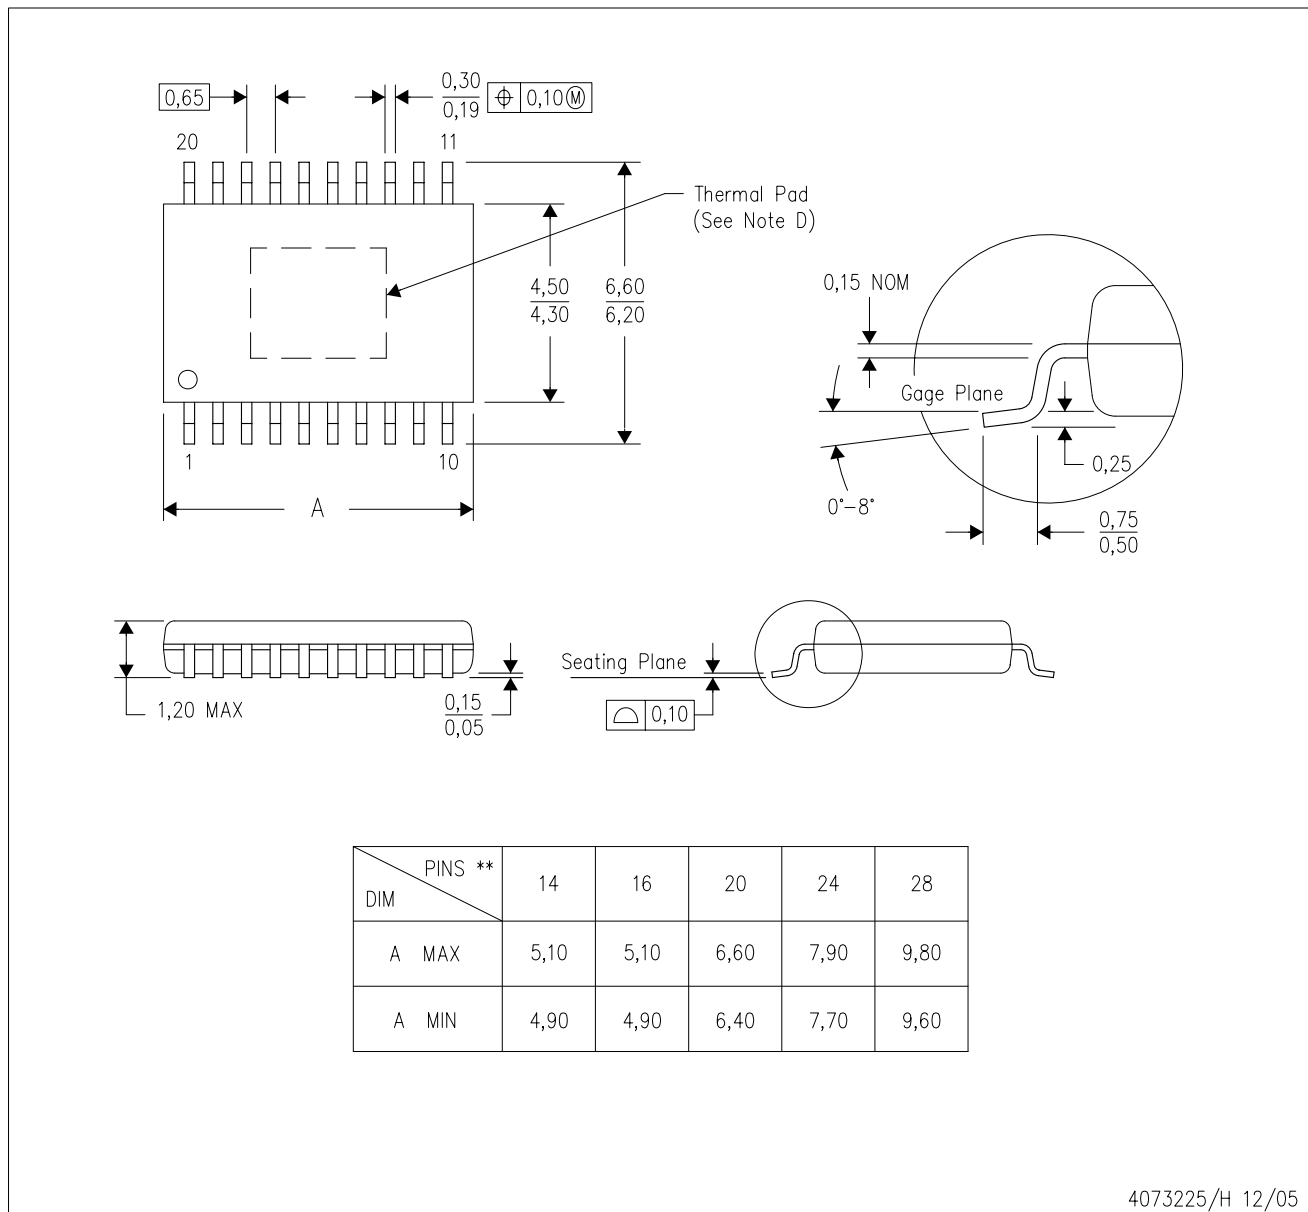 0,65
0,30
0,19
⌖ 0,10 Ⓜ
20
11
Thermal Pad
(See Note D)
4,50
4,30
6,60
6,20
1
10
A
0,15 NOM
Gage Plane
0,25
0°–8°
0,75
0,50
1,20 MAX
0,15
0,05
Seating Plane
⌓ 0,10
PINS ** 14 16 20 24 28
DIM
A MAX 5,10 5,10 6,60 7,90 9,80
A MIN 4,90 4,90 6,40 7,70 9,60
4073225/H 12/05